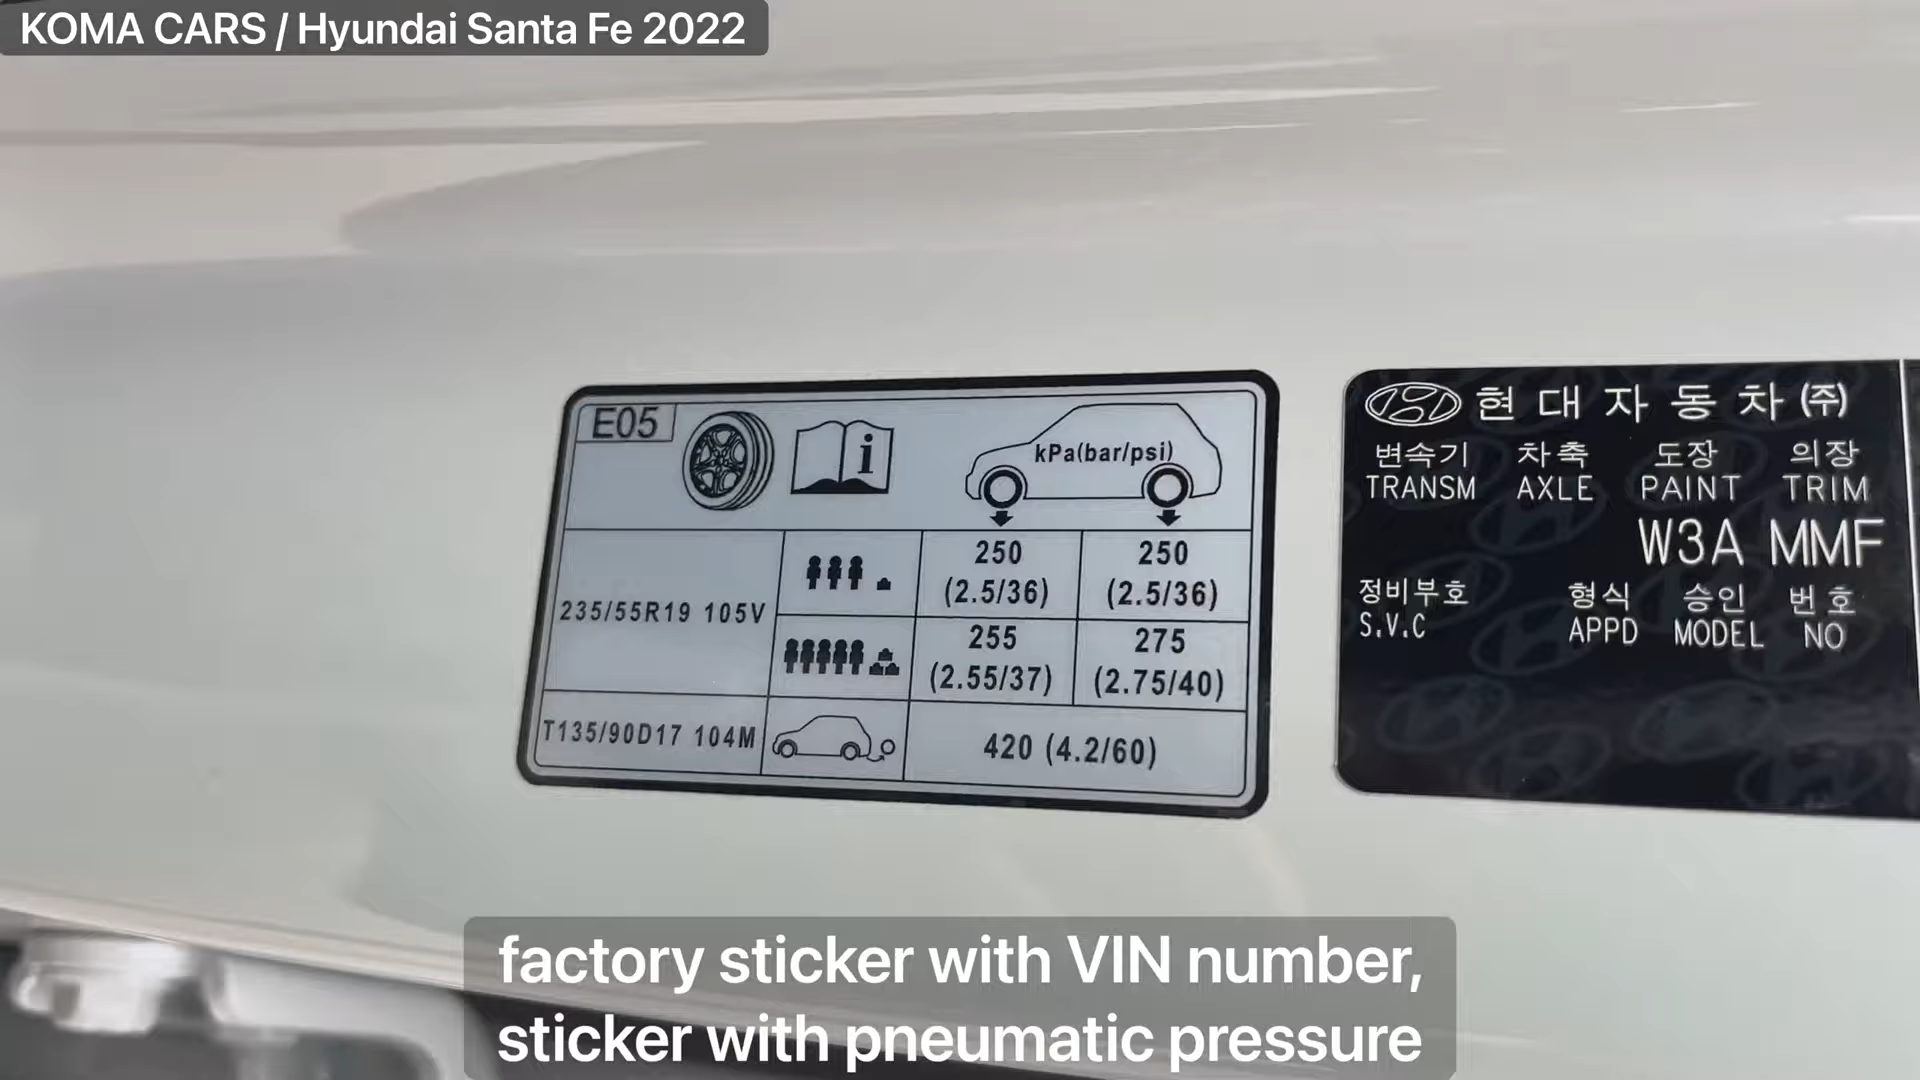 KOMA CARS / Hyundai Santa Fe 2022
E05
i
kPa(bar/psi)
235/55R19 105V
250
(2.5/36)
250
(2.5/36)
255
(2.55/37)
275
(2.75/40)
T135/90D17 104M
420 (4.2/60)
현대자동차(주)
변속기 차축 도장 의장
TRANSM AXLE PAINT TRIM
W3A MMF
정비부호 형식 승인 번호
S.V.C APPD MODEL NO
factory sticker with VIN number,
sticker with pneumatic pressure